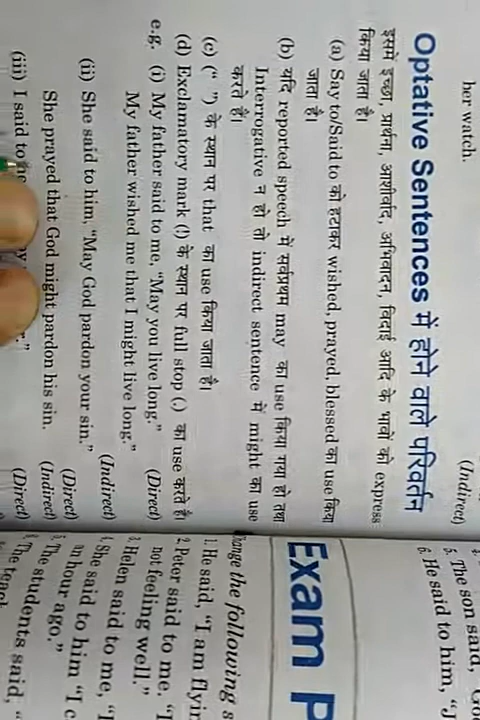 her watch.
(Indirect)
Optative Sentences में होने वाले परिवर्तन
इसमें इच्छा, प्रार्थना, आशीर्वाद, अभिवादन, विदाई आदि के भावों को express
किया जाता है।
(a) Say to/Said to को हटाकर wished, prayed, blessed का use किया
जाता है।
(b) यदि reported speech में सर्वप्रथम may का use किया गया हो तथा
Interrogative न हो तो indirect sentence में might का use
करते है।
(c) (“ ”) के स्थान पर that का use किया जाता है।
(d) Exclamatory mark (!) के स्थान पर full stop (.) का use करते हैं।
e.g. (i) My father said to me, “May you live long.” (Direct)
My father wished me that I might live long.”
(Indirect)
(ii) She said to him, “May God pardon your sin.”
(Direct)
She prayed that God might pardon his sin. (Indirect)
(iii) I said to (Direct)
5. The son said,
6. He said to him, “J
Exam P
the following s
1. He said, “I am flyin
2. Peter said to me, “I
not feeling well.”
3. Helen said to me, “I
4. She said to him “I c
an hour ago.”
5. The students said, “